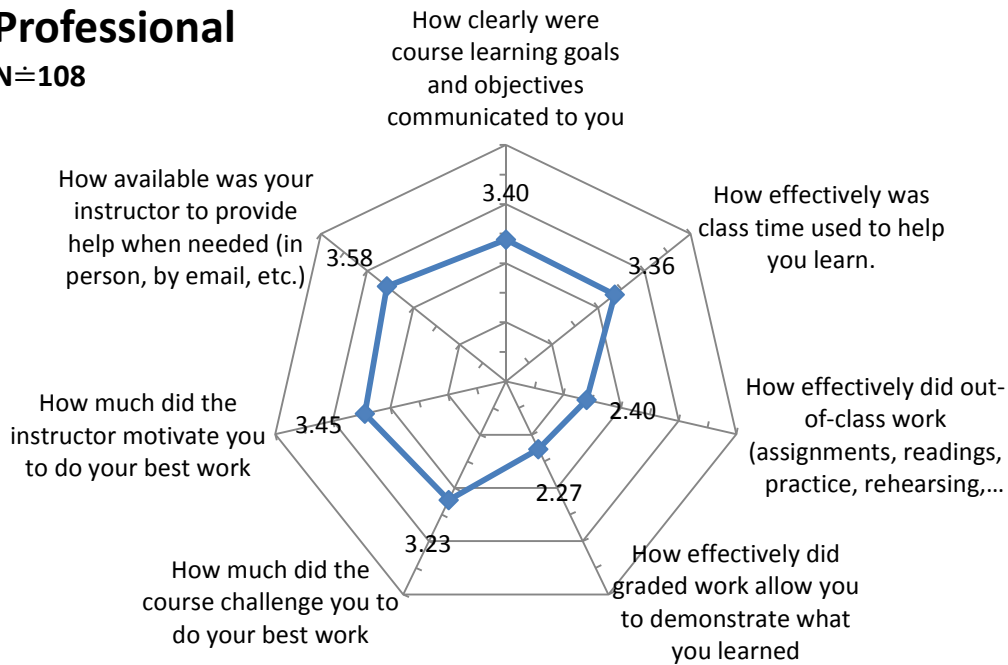 Professional
N≐108
How clearly were
course learning goals
and objectives
communicated to you
3.40
How effectively was
class time used to help
you learn.
3.36
How effectively did out-
of-class work
(assignments, readings,
practice, rehearsing,...
2.40
How effectively did
graded work allow you
to demonstrate what
you learned
2.27
How much did the
course challenge you to
do your best work
3.23
How much did the
instructor motivate you
to do your best work
3.45
How available was your
instructor to provide
help when needed (in
person, by email, etc.)
3.58